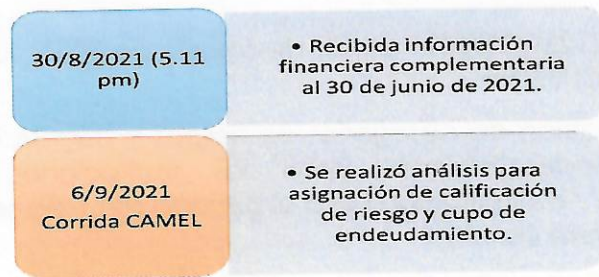 30/8/2021 (5.11
pm)
• Recibida información
financiera complementaria
al 30 de junio de 2021.
6/9/2021
Corrida CAMEL
• Se realizó análisis para
asignación de calificación
de riesgo y cupo de
endeudamiento.